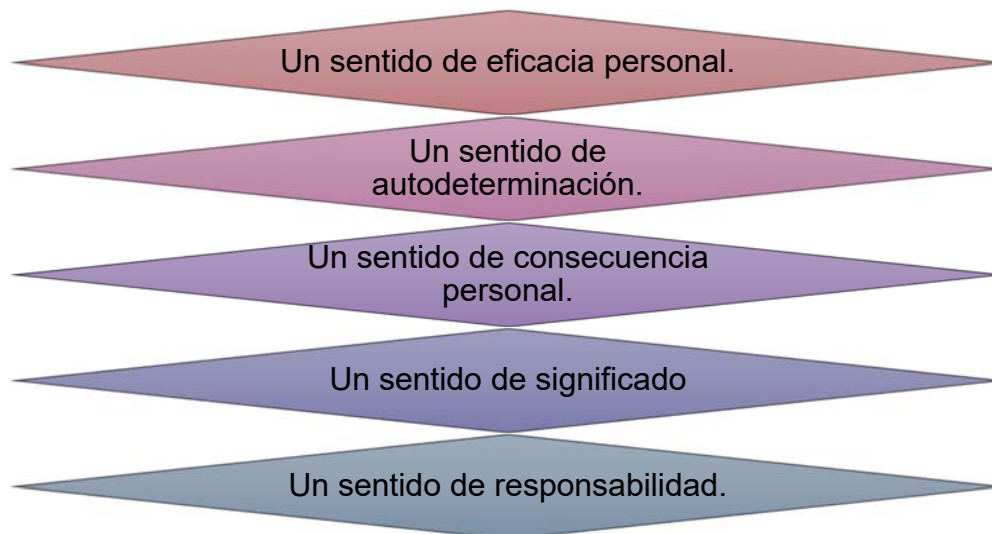 Un sentido de eficacia personal.
Un sentido de
autodeterminación.
Un sentido de consecuencia
personal.
Un sentido de significado
Un sentido de responsabilidad.